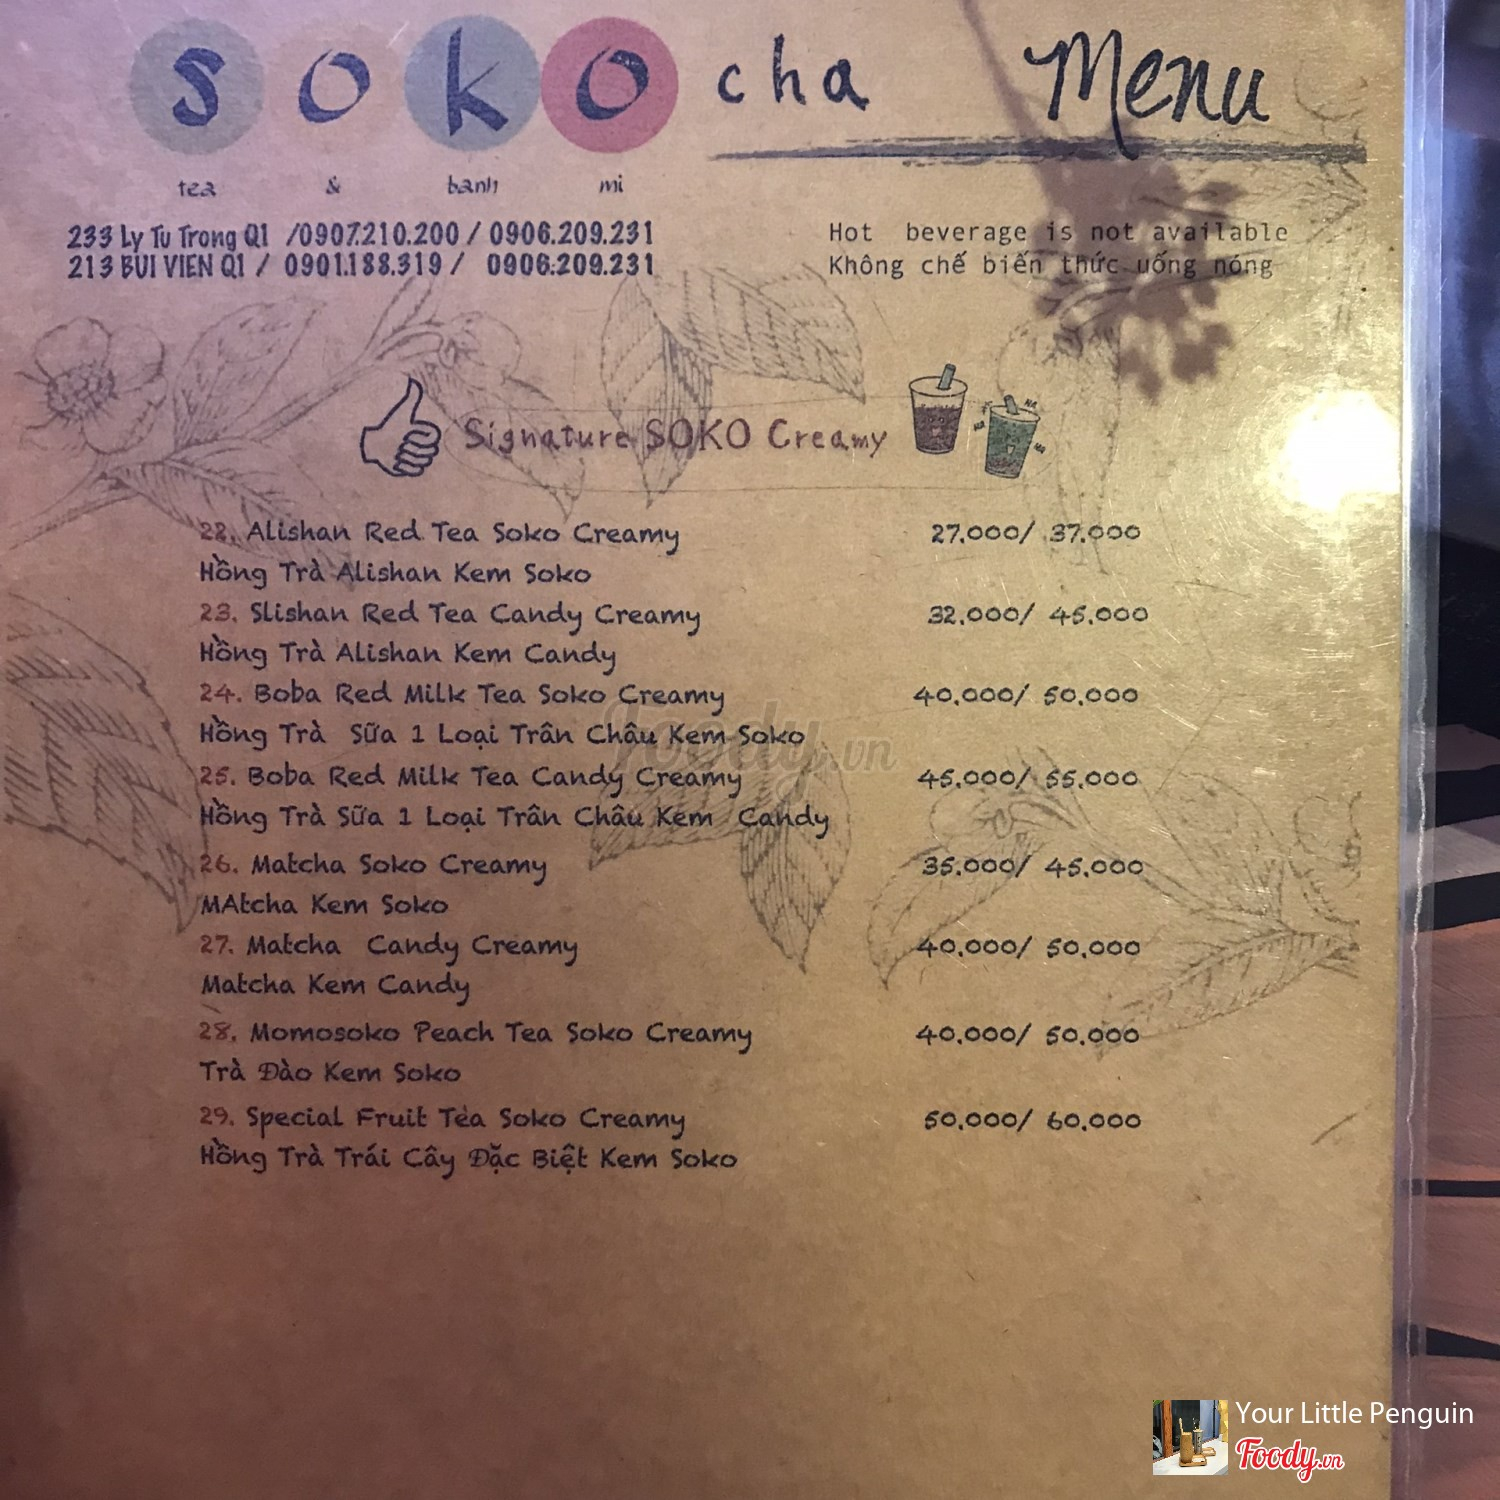 soko cha Menu
tea & banh mi
233 Ly Tu Trong Q1 /0907.210.200 / 0906.209.231
213 BUI VIEN Q1 / 0901.188.319 / 0906.209.231
Hot beverage is not available
Không chế biến thức uống nóng
Signature SOKO Creamy
22. Alishan Red Tea Soko Creamy 27.000/ 37.000
Hồng Trà Alishan Kem Soko
23. Slishan Red Tea Candy Creamy 32.000/ 45.000
Hồng Trà Alishan Kem Candy
24. Boba Red Milk Tea Soko Creamy 40.000/ 50.000
Hồng Trà Sữa 1 Loại Trân Châu Kem Soko
25. Boba Red Milk Tea Candy Creamy 45.000/ 55.000
Hồng Trà Sữa 1 Loại Trân Châu Kem Candy
26. Matcha Soko Creamy 35.000/ 45.000
MAtcha Kem Soko
27. Matcha Candy Creamy 40.000/ 50.000
Matcha Kem Candy
28. Momosoko Peach Tea Soko Creamy 40.000/ 50.000
Trà Đào Kem Soko
29. Special Fruit Tea Soko Creamy 50.000/ 60.000
Hồng Trà Trái Cây Đặc Biệt Kem Soko
foody.vn
Your Little Penguin
Foody.vn